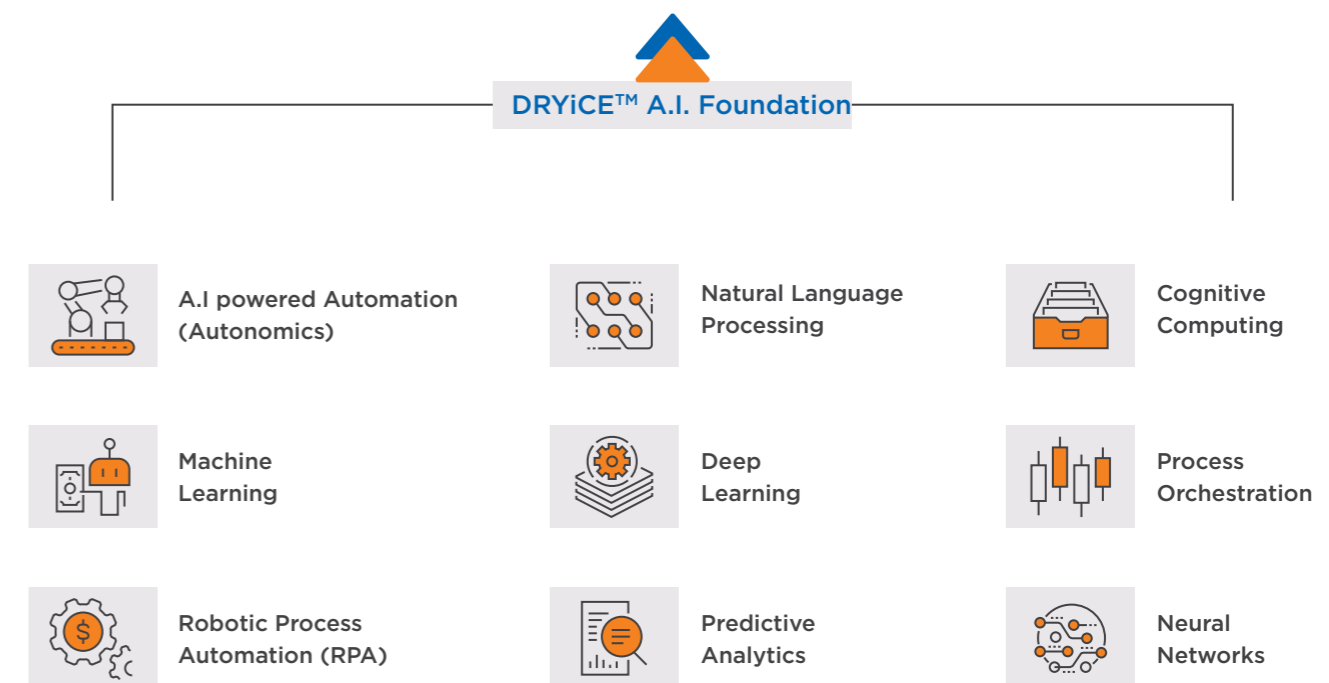 DRYiCE™ A.I. Foundation
A.I powered Automation
(Autonomics)
Natural Language
Processing
Cognitive
Computing
Machine
Learning
Deep
Learning
Process
Orchestration
$
Robotic Process
Automation (RPA)
Predictive
Analytics
Neural
Networks